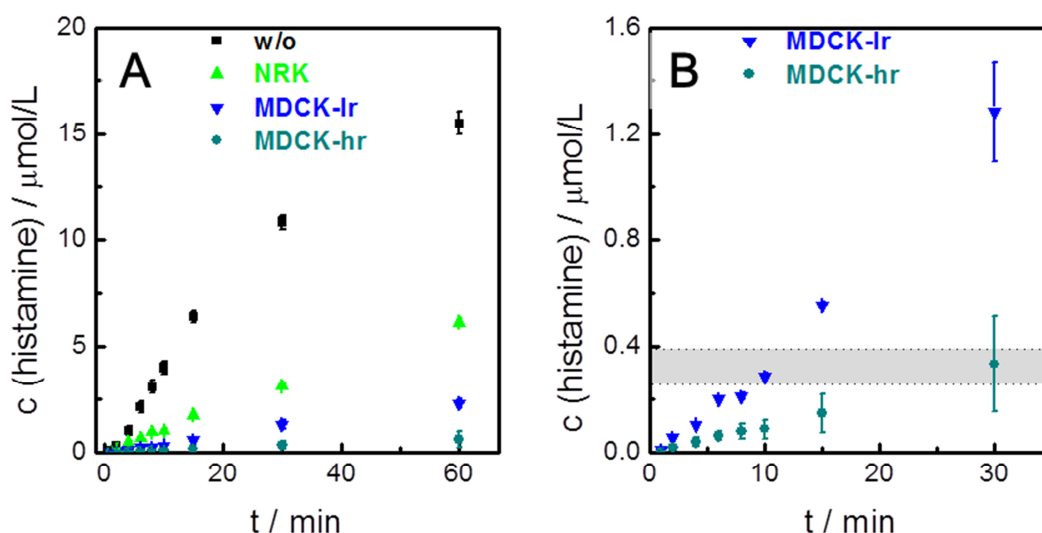 A
w/o
NRK
MDCK-lr
MDCK-hr
c (histamine) / μmol/L
20
15
10
5
0
0 20 40 60
t / min
B
MDCK-lr
MDCK-hr
c (histamine) / μmol/L
1.6
1.2
0.8
0.4
0.0
0 10 20 30
t / min